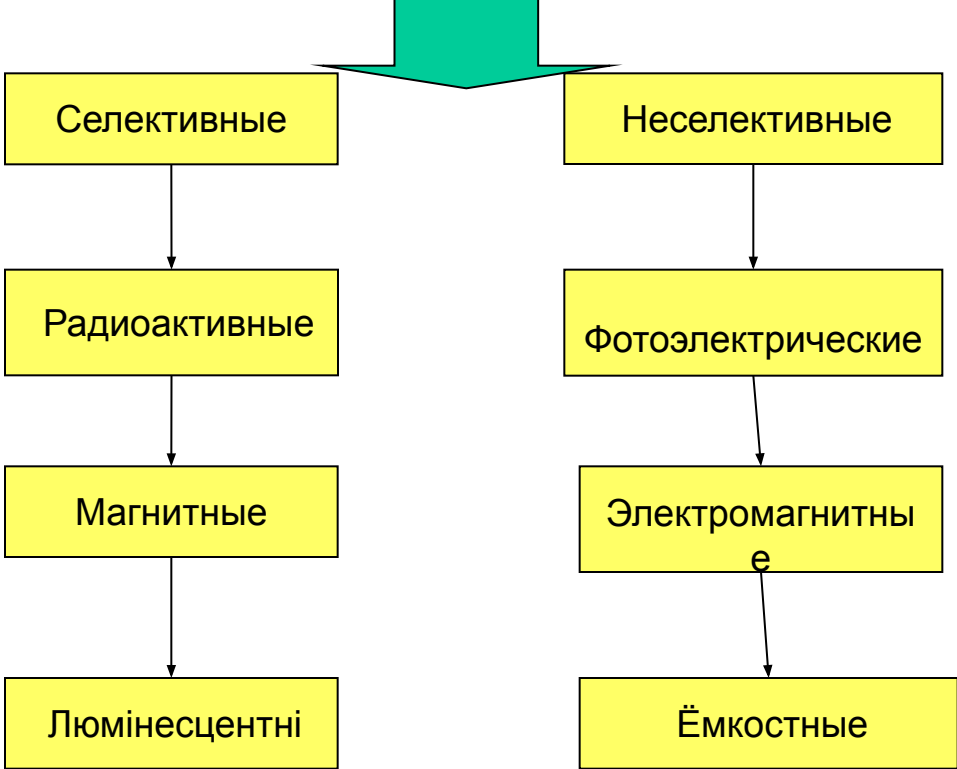 Селективные
Неселективные
Радиоактивные
Фотоэлектрические
Магнитные
Электромагнитны
е
Люмінесцентні
Ёмкостные